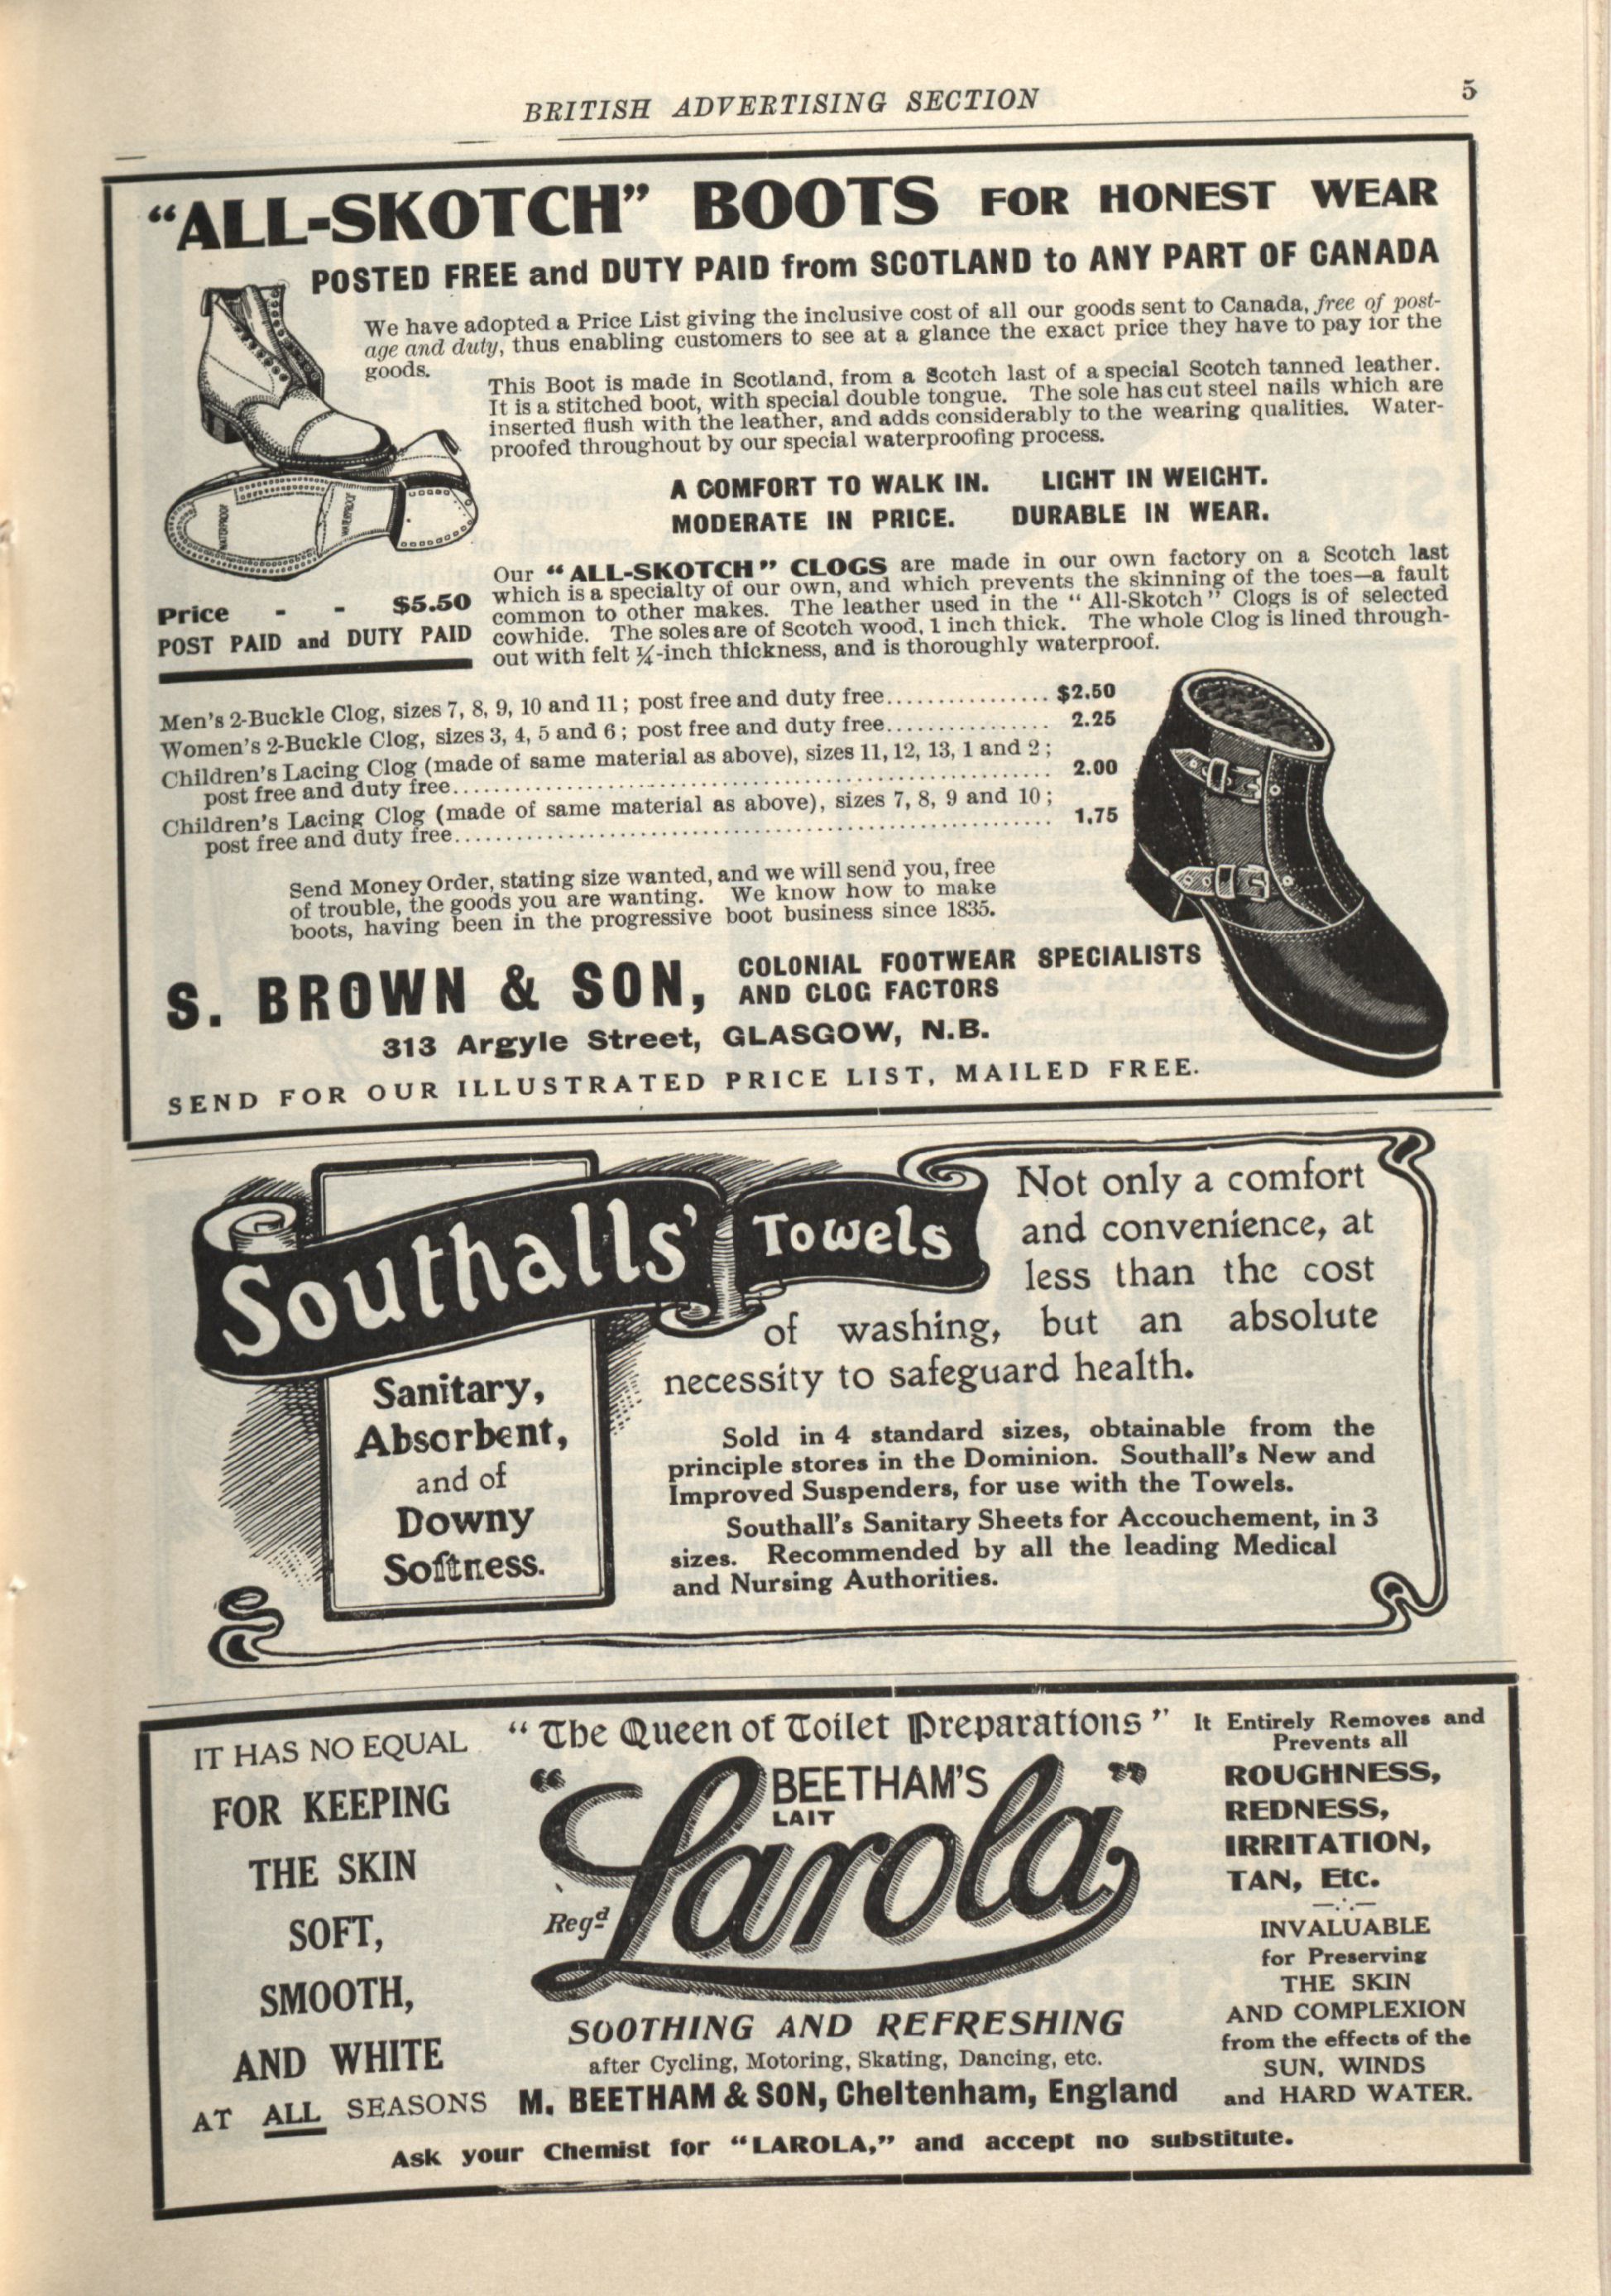 BRITISH ADVERTISING SECTION
5
"ALL-SKOTCH" BOOTS FOR HONEST WEAR
POSTED FREE and DUTY PAID from SCOTLAND to ANY PART OF CANADA
We have adopted a Price List giving the inclusive cost of all our goods sent to Canada, free of post-
age and duty, thus enabling customers to see at a glance the exact price they have to pay for the
goods.
This Boot is made in Scotland, from a Scotch last of a special Scotch tanned leather.
It is a stitched boot, with special double tongue. The sole has cut steel nails which are
inserted flush with the leather, and adds considerably to the wearing qualities. Water-
proofed throughout by our special waterproofing process.
A COMFORT TO WALK IN. LIGHT IN WEIGHT.
MODERATE IN PRICE. DURABLE IN WEAR.
WATERPROOF
WATERPROOF
Price - - $5.50
POST PAID and DUTY PAID
Our "ALL-SKOTCH" CLOGS are made in our own factory on a Scotch last
which is a specialty of our own, and which prevents the skinning of the toes—a fault
common to other makes. The leather used in the "All-Skotch" Clogs is of selected
cowhide. The soles are of Scotch wood, 1 inch thick. The whole Clog is lined through-
out with felt ¼-inch thickness, and is thoroughly waterproof.
Men's 2-Buckle Clog, sizes 7, 8, 9, 10 and 11; post free and duty free................ $2.50
Women's 2-Buckle Clog, sizes 3, 4, 5 and 6; post free and duty free................ 2.25
Children's Lacing Clog (made of same material as above), sizes 11, 12, 13, 1 and 2;
post free and duty free........................................................ 2.00
Children's Lacing Clog (made of same material as above), sizes 7, 8, 9 and 10;
post free and duty free........................................................ 1.75
Send Money Order, stating size wanted, and we will send you, free
of trouble, the goods you are wanting. We know how to make
boots, having been in the progressive boot business since 1835.
S. BROWN & SON, COLONIAL FOOTWEAR SPECIALISTS
AND CLOG FACTORS
313 Argyle Street, GLASGOW, N.B.
SEND FOR OUR ILLUSTRATED PRICE LIST, MAILED FREE.
Southalls' Towels
Sanitary,
Absorbent,
and of
Downy
Softness.
Not only a comfort
and convenience, at
less than the cost
of washing, but an absolute
necessity to safeguard health.
Sold in 4 standard sizes, obtainable from the
principle stores in the Dominion. Southall's New and
Improved Suspenders, for use with the Towels.
Southall's Sanitary Sheets for Accouchement, in 3
sizes. Recommended by all the leading Medical
and Nursing Authorities.
IT HAS NO EQUAL
FOR KEEPING
THE SKIN
SOFT,
SMOOTH,
AND WHITE
AT ALL SEASONS
"The Queen of Toilet Preparations"
BEETHAM'S
LAIT
"Larola"
Regd
SOOTHING AND REFRESHING
after Cycling, Motoring, Skating, Dancing, etc.
M. BEETHAM & SON, Cheltenham, England
It Entirely Removes and
Prevents all
ROUGHNESS,
REDNESS,
IRRITATION,
TAN, Etc.
INVALUABLE
for Preserving
THE SKIN
AND COMPLEXION
from the effects of the
SUN, WINDS
and HARD WATER.
Ask your Chemist for "LAROLA," and accept no substitute.